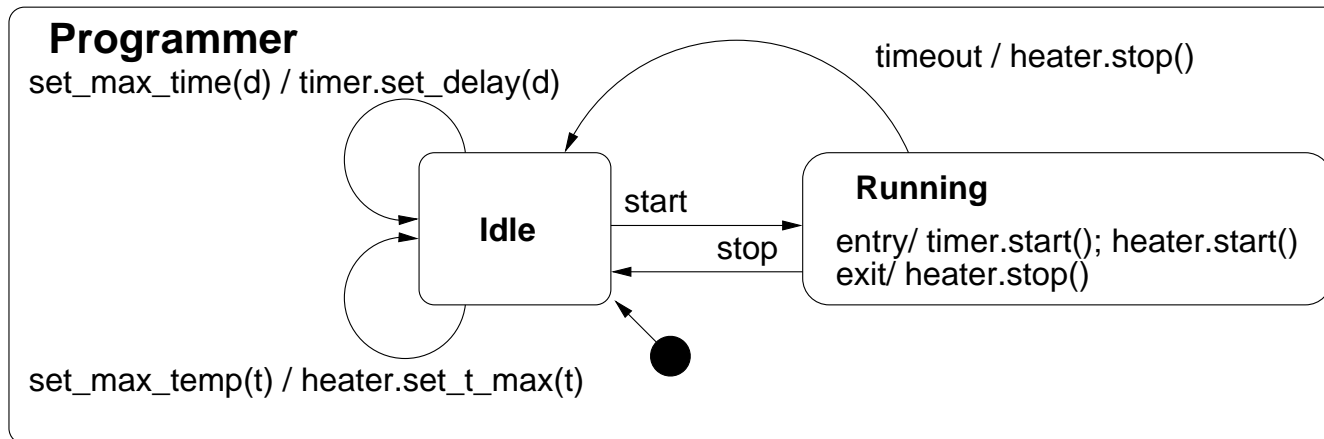 Programmer
set_max_time(d) / timer.set_delay(d)
timeout / heater.stop()
Idle
start
stop
Running
entry/ timer.start(); heater.start()
exit/ heater.stop()
set_max_temp(t) / heater.set_t_max(t)